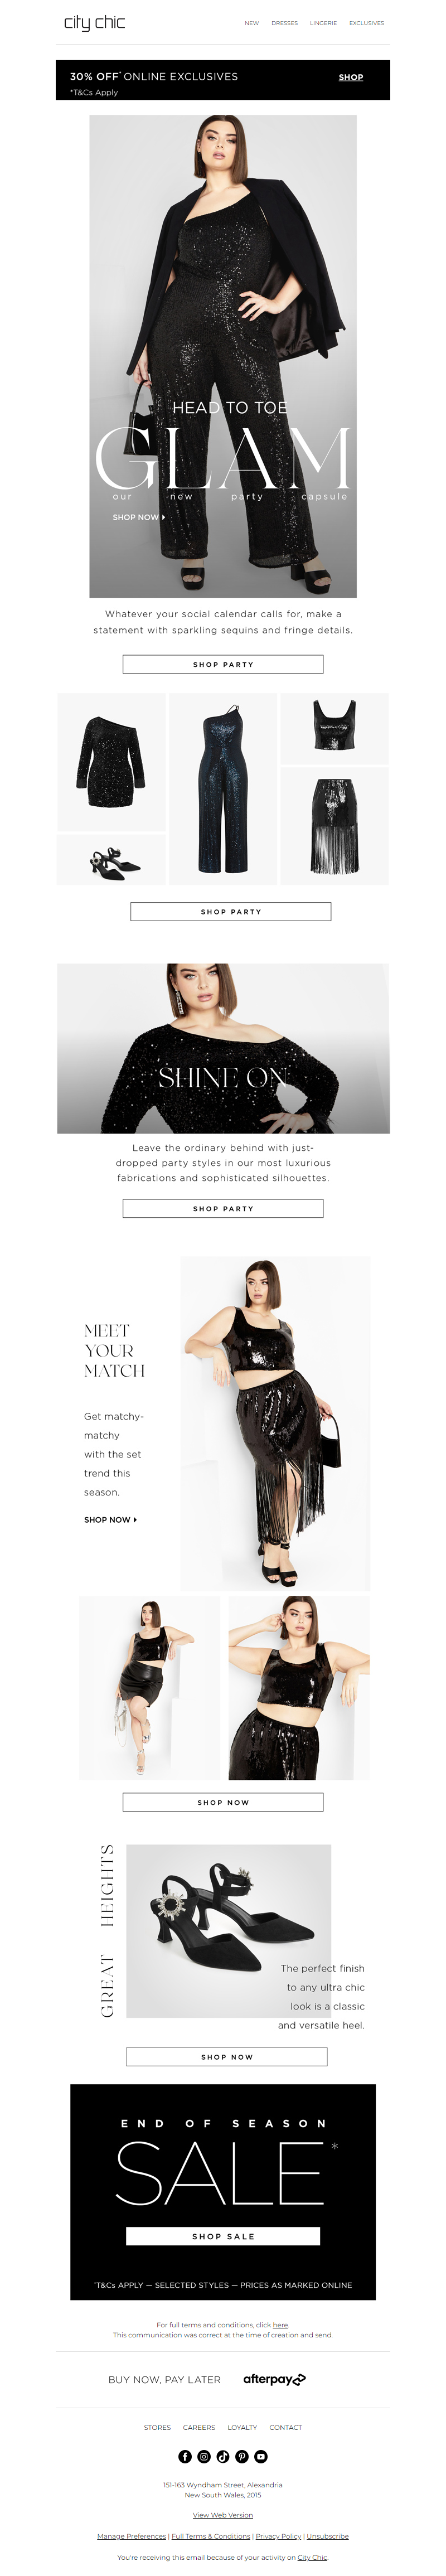 city chic
NEW DRESSES LINGERIE EXCLUSIVES
30% OFF* ONLINE EXCLUSIVES
SHOP
*T&Cs Apply
HEAD TO TOE
GLAM
our new party capsule
SHOP NOW
Whatever your social calendar calls for, make a
statement with sparkling sequins and fringe details.
SHOP PARTY
SHOP PARTY
SHINE ON
Leave the ordinary behind with just-
dropped party styles in our most luxurious
fabrications and sophisticated silhouettes.
SHOP PARTY
MEET
YOUR
MATCH
Get matchy-
matchy
with the set
trend this
season.
SHOP NOW
SHOP NOW
GREAT HEIGHTS
The perfect finish
to any ultra chic
look is a classic
and versatile heel.
SHOP NOW
END OF SEASON
SALE*
SHOP SALE
*T&Cs APPLY — SELECTED STYLES — PRICES AS MARKED ONLINE
For full terms and conditions, click here.
This communication was correct at the time of creation and send.
BUY NOW, PAY LATER afterpay
STORES CAREERS LOYALTY CONTACT
151-163 Wyndham Street, Alexandria
New South Wales, 2015
View Web Version
Manage Preferences | Full Terms & Conditions | Privacy Policy | Unsubscribe
You're receiving this email because of your activity on City Chic.